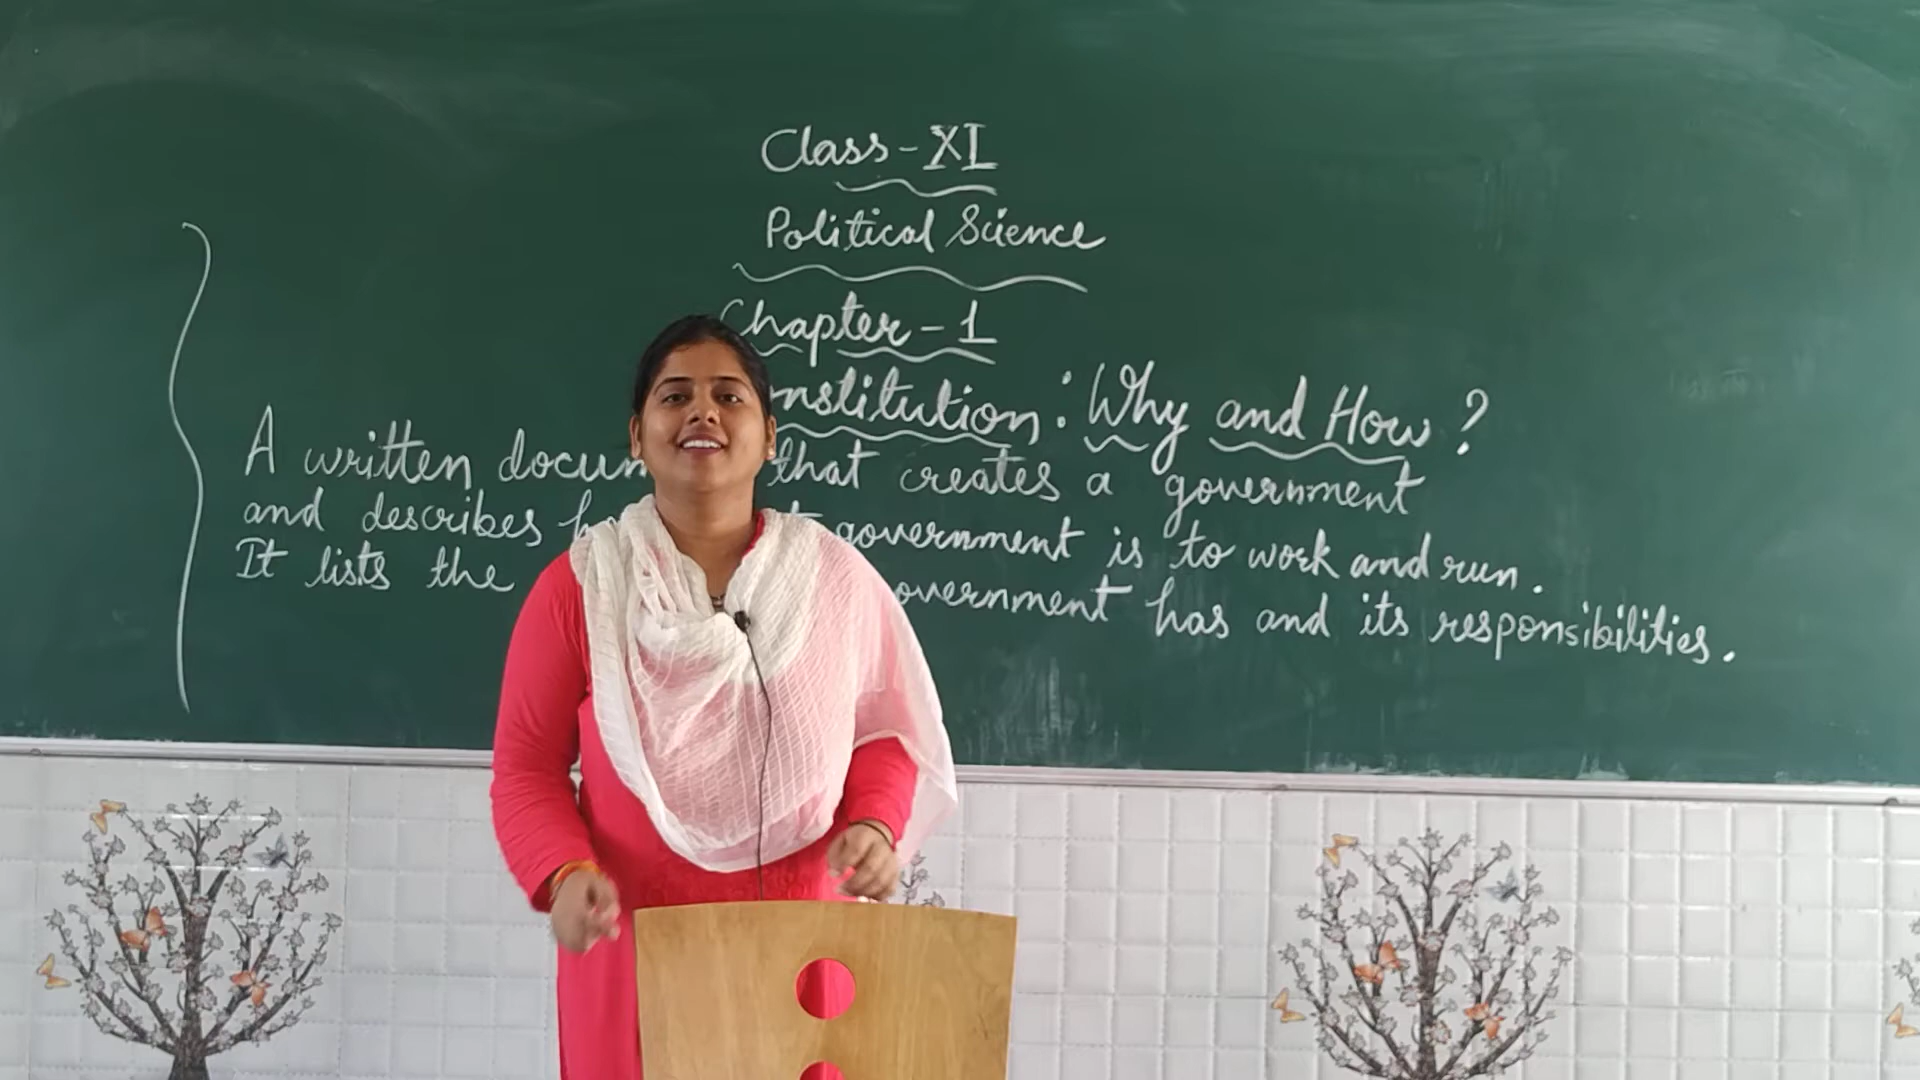 Class - XI
Political Science
Chapter - 1
nstitution : Why and How ?
A written docum that creates a government
and describes h t government is to work and run.
It lists the overnment has and its responsibilities.